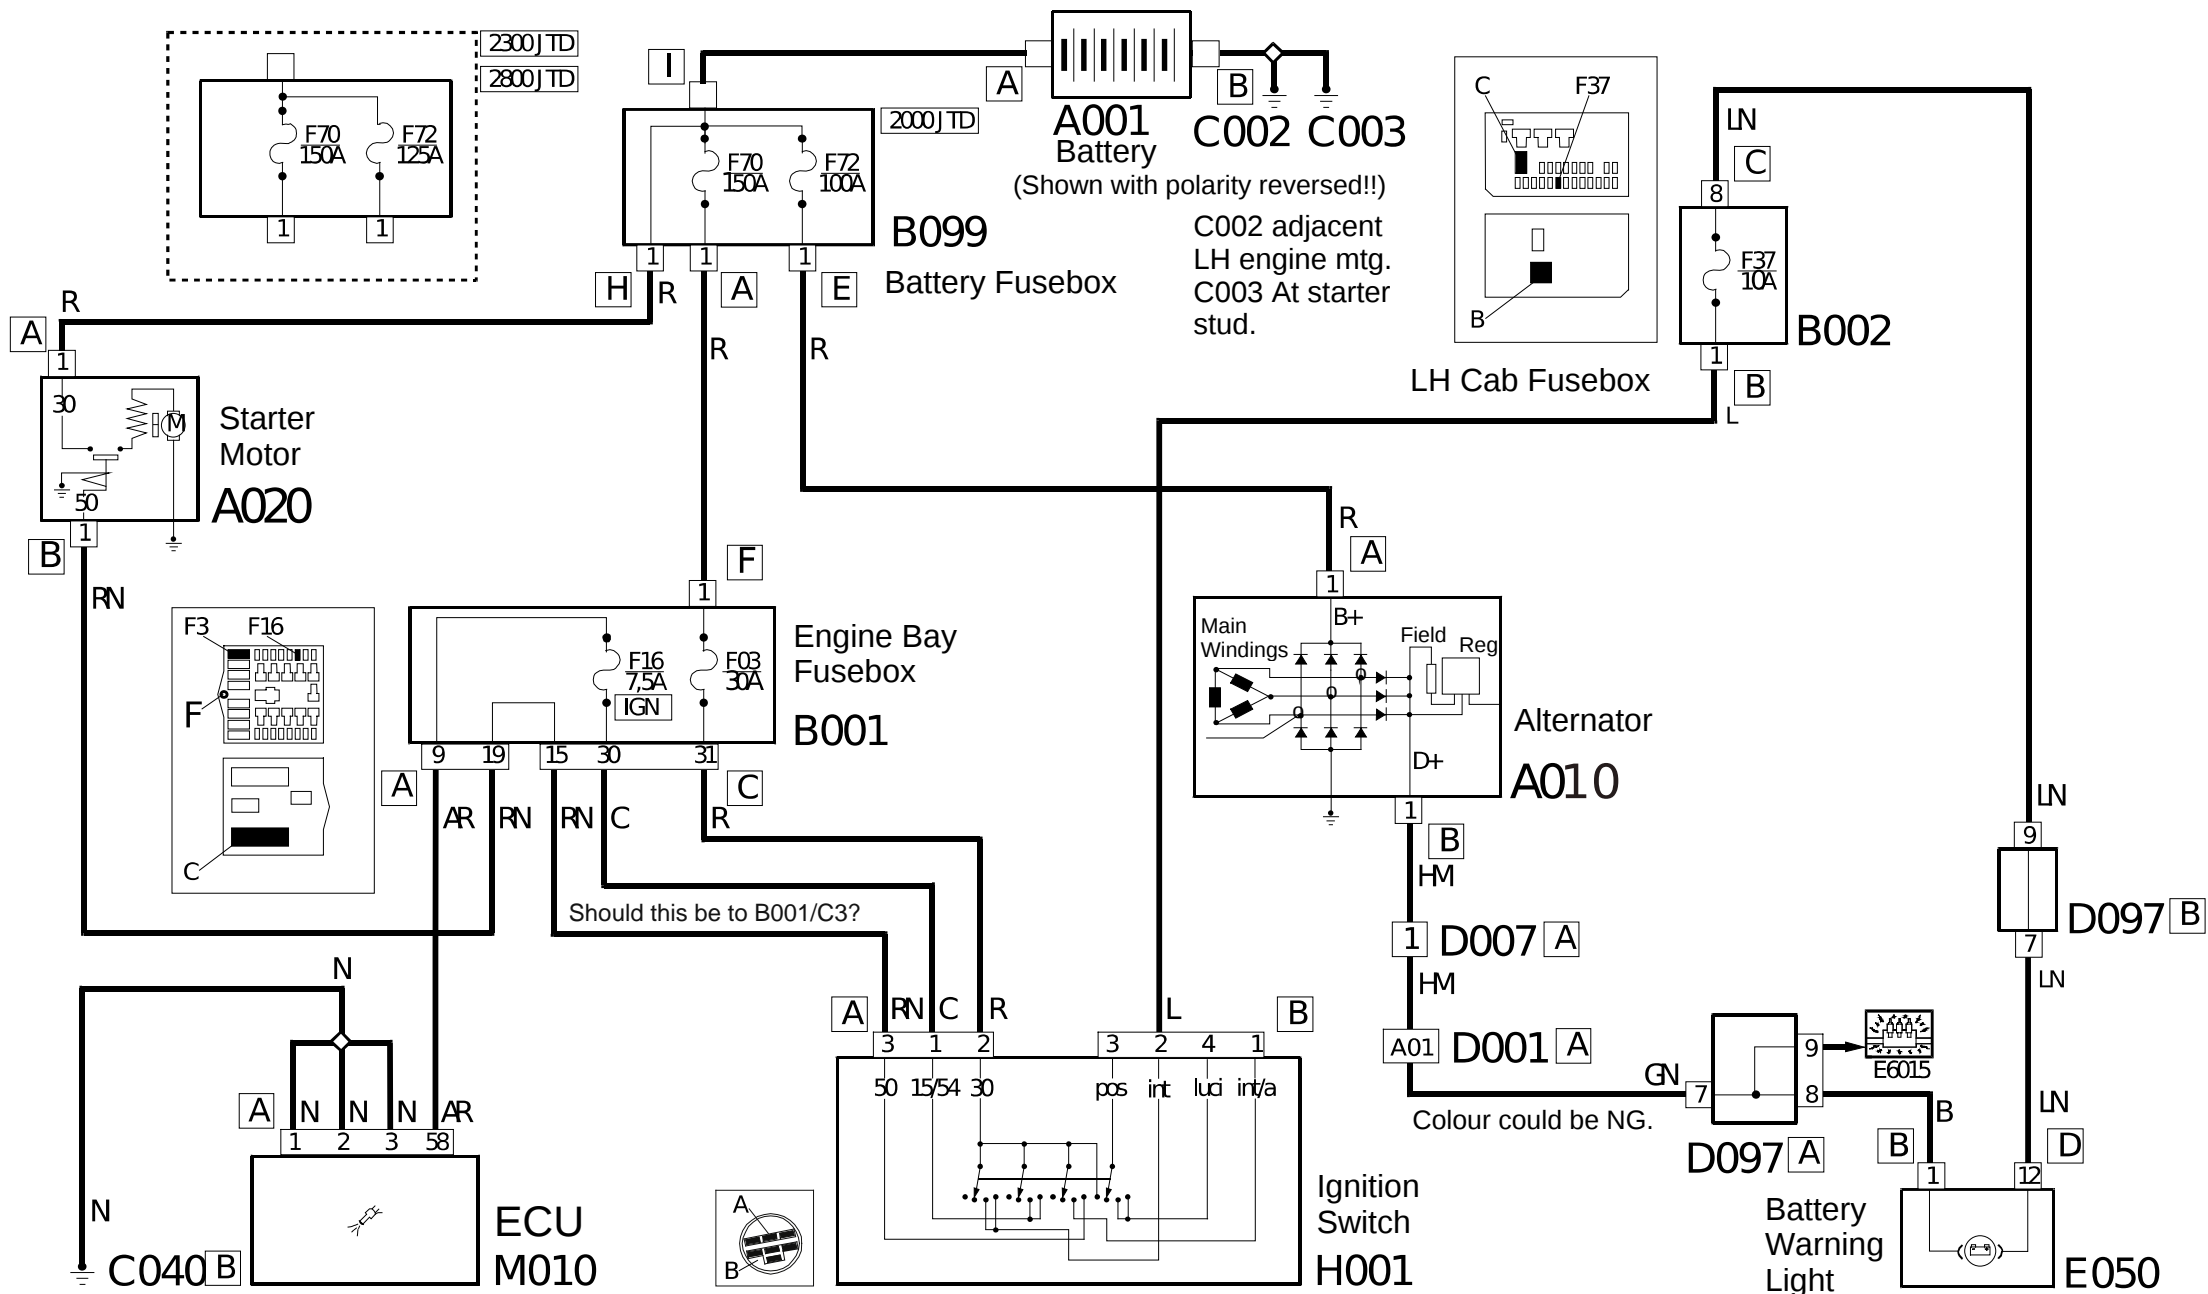 2300 JTD
2800 JTD
F70
150A
F72
125A
1
1
I
2000 JTD
F70
150A
F72
100A
B099
Battery Fusebox
1
1
1
H
R
A
E
R
R
A
B
A001
Battery
C002
C003
(Shown with polarity reversed!!)
C002 adjacent
LH engine mtg.
C003 At starter
stud.
C
F37
B
LH Cab Fusebox
LN
C
8
F37
10A
B002
1
B
L
R
A
1
30
M
50
Starter
Motor
A020
1
B
RN
F3
F16
F
C
F
1
F16
7,5A
IGN
F03
30A
Engine Bay
Fusebox
B001
9
19
15
30
31
A
C
AR
RN
RN
C
R
Should this be to B001/C3?
R
A
1
Main
Windings
B+
Field
Reg
D+
Alternator
A010
1
B
HM
1
D007
A
HM
A01
D001
A
GN
Colour could be NG.
7
9
8
D097
A
E6015
B
LN
9
D097
B
7
LN
LN
B
D
1
12
Battery
Warning
Light
E050
N
A
N
N
N
AR
1
2
3
58
ECU
M010
N
C040
B
A
RN
C
R
L
B
3
1
2
3
2
4
1
50
15/54
30
pos
int
luci
int/a
Ignition
Switch
H001
A
B